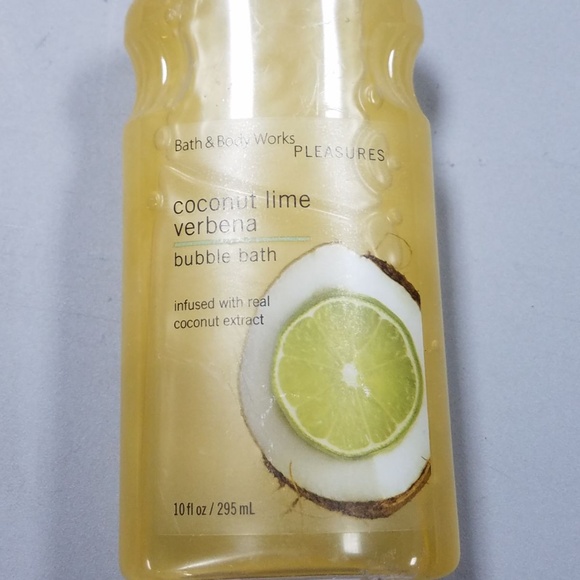 Bath & Body Works
PLEASURES
coconut lime
verbena
bubble bath
infused with real
coconut extract
10 fl oz / 295 mL